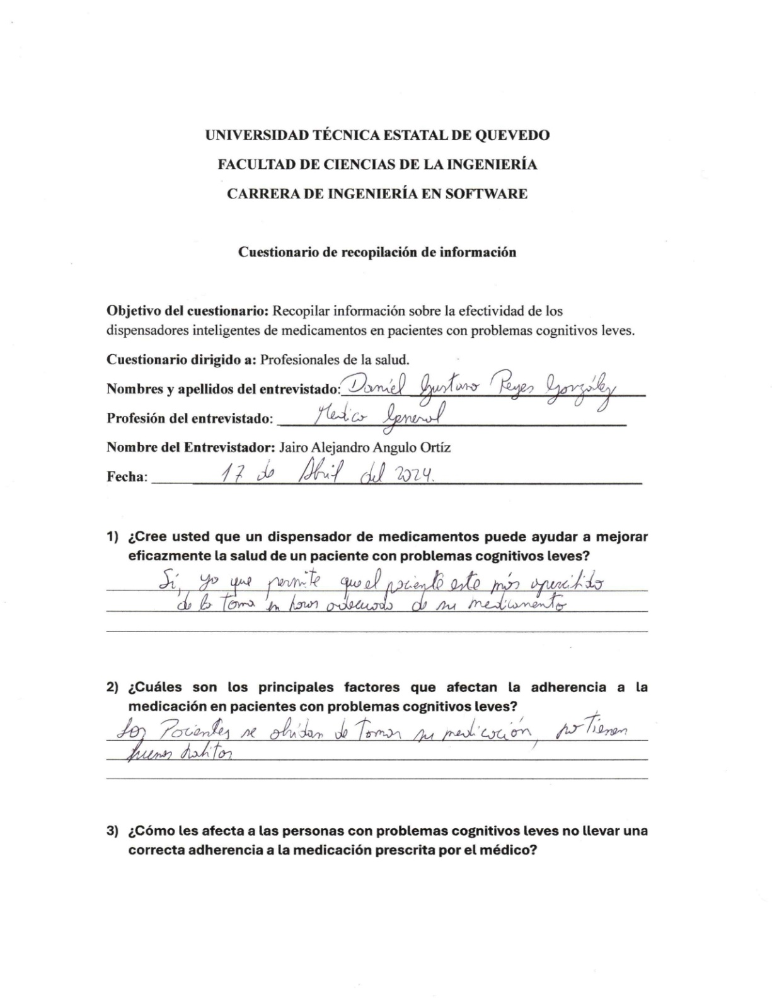 UNIVERSIDAD TÉCNICA ESTATAL DE QUEVEDO
FACULTAD DE CIENCIAS DE LA INGENIERÍA
CARRERA DE INGENIERÍA EN SOFTWARE
Cuestionario de recopilación de información
Objetivo del cuestionario: Recopilar información sobre la efectividad de los
dispensadores inteligentes de medicamentos en pacientes con problemas cognitivos leves.
Cuestionario dirigido a: Profesionales de la salud.
Nombres y apellidos del entrevistado: Daniel Gustavo Reyes González
Profesión del entrevistado: Medico General
Nombre del Entrevistador: Jairo Alejandro Angulo Ortíz
Fecha: 17 de Abril del 2024.
1) ¿Cree usted que un dispensador de medicamentos puede ayudar a mejorar
eficazmente la salud de un paciente con problemas cognitivos leves?
Si, ya que permite que el paciente este más apercibido
de la toma en horas adecuada de su medicamento
2) ¿Cuáles son los principales factores que afectan la adherencia a la
medicación en pacientes con problemas cognitivos leves?
Los Pacientes se olvidan de tomar su medicación, no tienen
buenos habitos
3) ¿Cómo les afecta a las personas con problemas cognitivos leves no llevar una
correcta adherencia a la medicación prescrita por el médico?